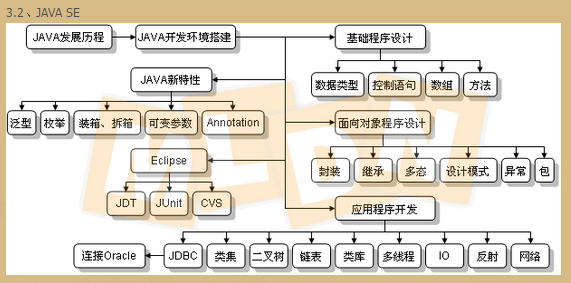 3.2、JAVA SE
JAVA发展历程 JAVA开发环境搭建 基础程序设计
JAVA新特性 数据类型 控制语句 数组 方法
泛型 枚举 装箱、拆箱 可变参数 Annotation 面向对象程序设计
Eclipse 封装 继承 多态 设计模式 异常 包
JDT JUnit CVS 应用程序开发
连接Oracle JDBC 类集 二叉树 链表 类库 多线程 IO 反射 网络